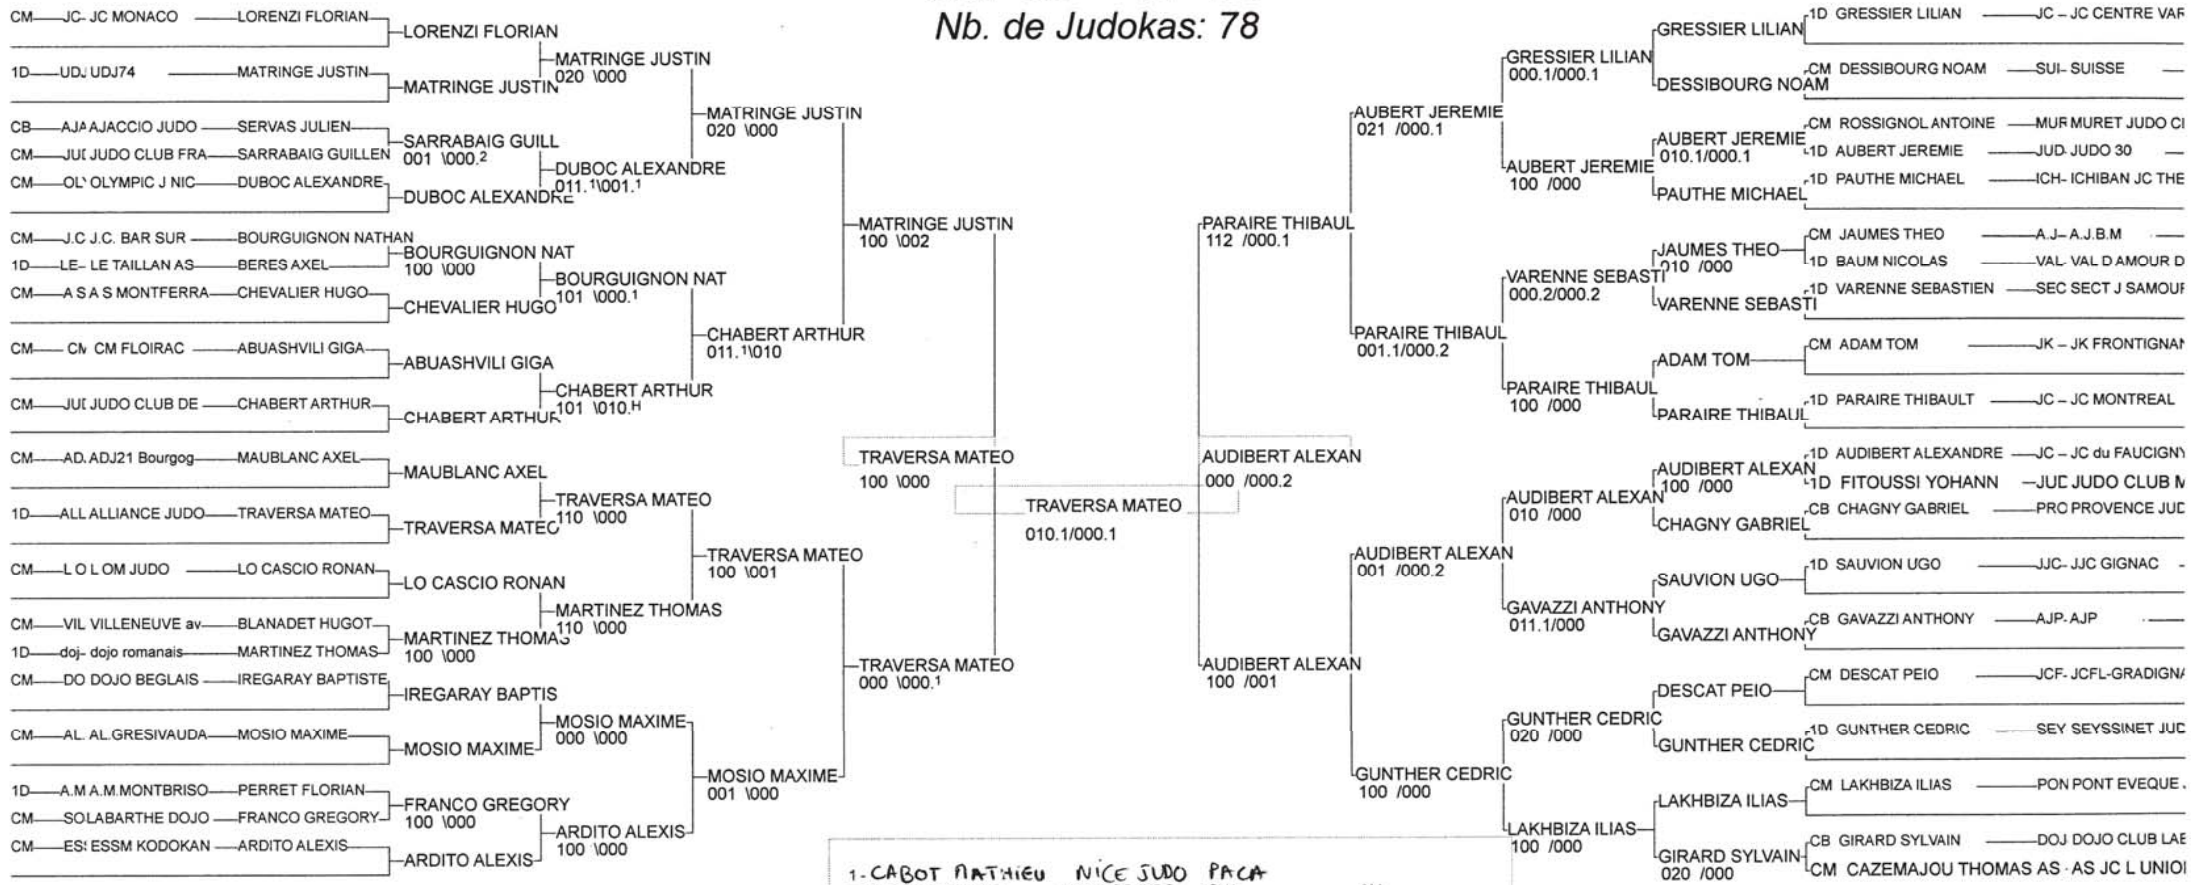 Nb. de Judokas: 78
CM JC- JC MONACO LORENZI FLORIAN
LORENZI FLORIAN
MATRINGE JUSTIN
020 \000
1D UDJ UDJ74 MATRINGE JUSTIN
MATRINGE JUSTIN
MATRINGE JUSTIN
020 \000
CB AJA AJACCIO JUDO SERVAS JULIEN
SARRABAIG GUILL
001 \000.2
CM JUD JUDO CLUB FRA SARRABAIG GUILLEN
DUBOC ALEXANDRE
011.1\001.1
CM OLY OLYMPIC J NIC DUBOC ALEXANDRE
DUBOC ALEXANDRE
MATRINGE JUSTIN
100 \002
CM J.C J.C. BAR SUR BOURGUIGNON NATHAN
BOURGUIGNON NAT
100 \000
1D LE- LE TAILLAN AS BERES AXEL
BOURGUIGNON NAT
101 \000.1
CM A S A S MONTFERRA CHEVALIER HUGO
CHEVALIER HUGO
CHABERT ARTHUR
011.1\010
CM CM CM FLOIRAC ABUASHVILI GIGA
ABUASHVILI GIGA
CHABERT ARTHUR
101 \010.H
CM JUD JUDO CLUB DE CHABERT ARTHUR
CHABERT ARTHUR
TRAVERSA MATEO
100 \000
CM AD. ADJ21 Bourgog MAUBLANC AXEL
MAUBLANC AXEL
TRAVERSA MATEO
110 \000
1D ALL ALLIANCE JUDO TRAVERSA MATEO
TRAVERSA MATEO
TRAVERSA MATEO
100 \001
CM L O L OM JUDO LO CASCIO RONAN
LO CASCIO RONAN
MARTINEZ THOMAS
110 \000
CM VIL VILLENEUVE av BLANADET HUGOT
MARTINEZ THOMAS
100 \000
1D doj- dojo romanais MARTINEZ THOMAS
TRAVERSA MATEO
000 \000.1
CM DO DOJO BEGLAIS IREGARAY BAPTISTE
IREGARAY BAPTIS
MOSIO MAXIME
000 \000
CM AL. AL.GRESIVAUDA MOSIO MAXIME
MOSIO MAXIME
MOSIO MAXIME
001 \000
1D A.M A.M.MONTBRISO PERRET FLORIAN
FRANCO GREGORY
100 \000
CM SO LABARTHE DOJO FRANCO GREGORY
ARDITO ALEXIS
100 \000
CM ESS ESSM KODOKAN ARDITO ALEXIS
ARDITO ALEXIS
TRAVERSA MATEO
010.1/000.1
GRESSIER LILIAN
1D GRESSIER LILIAN JC - JC CENTRE VAR
GRESSIER LILIAN
000.1/000.1
DESSIBOURG NOAM
CM DESSIBOURG NOAM SUI- SUISSE
AUBERT JEREMIE
021 /000.1
CM ROSSIGNOL ANTOINE MUR MURET JUDO CL
AUBERT JEREMIE
010.1/000.1
1D AUBERT JEREMIE JUD- JUDO 30
AUBERT JEREMIE
100 /000
PAUTHE MICHAEL
1D PAUTHE MICHAEL ICH- ICHIBAN JC THE
PARAIRE THIBAUL
112 /000.1
CM JAUMES THEO A.J- A.J.B.M
JAUMES THEO
010 /000
1D BAUM NICOLAS VAL- VAL D AMOUR D
VARENNE SEBASTI
000.2/000.2
VARENNE SEBASTI
1D VARENNE SEBASTIEN SEC SECT J SAMOUR
PARAIRE THIBAUL
001.1/000.2
ADAM TOM
CM ADAM TOM JK - JK FRONTIGNAN
PARAIRE THIBAUL
100 /000
PARAIRE THIBAUL
1D PARAIRE THIBAULT JC - JC MONTREAL
AUDIBERT ALEXAN
000 /000.2
1D AUDIBERT ALEXANDRE JC - JC du FAUCIGNY
AUDIBERT ALEXAN
100 /000
1D FITOUSSI YOHANN JUD JUDO CLUB M
AUDIBERT ALEXAN
010 /000
CHAGNY GABRIEL
CB CHAGNY GABRIEL PRO PROVENCE JUD
AUDIBERT ALEXAN
001 /000.2
SAUVION UGO
1D SAUVION UGO JJC- JJC GIGNAC
GAVAZZI ANTHONY
011.1/000
GAVAZZI ANTHONY
CB GAVAZZI ANTHONY AJP- AJP
AUDIBERT ALEXAN
100 /001
DESCAT PEIO
CM DESCAT PEIO JCF- JCFL-GRADIGNA
GUNTHER CEDRIC
020 /000
GUNTHER CEDRIC
1D GUNTHER CEDRIC SEY SEYSSINET JUD
GUNTHER CEDRIC
100 /000
LAKHBIZA ILIAS
CM LAKHBIZA ILIAS PON PONT EVEQUE
LAKHBIZA ILIAS
100 /000
CB GIRARD SYLVAIN DOJ DOJO CLUB LAB
GIRARD SYLVAIN
020 /000
CM CAZEMAJOU THOMAS AS - AS JC L UNION
1- CABOT MATHIEU NICE JUDO PACA